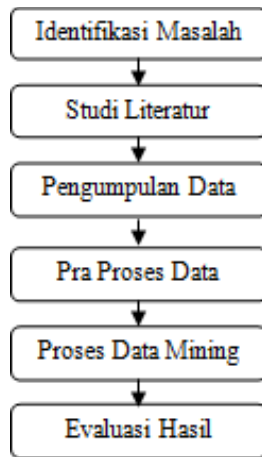 Identifikasi Masalah
Studi Literatur
Pengumpulan Data
Pra Proses Data
Proses Data Mining
Evaluasi Hasil